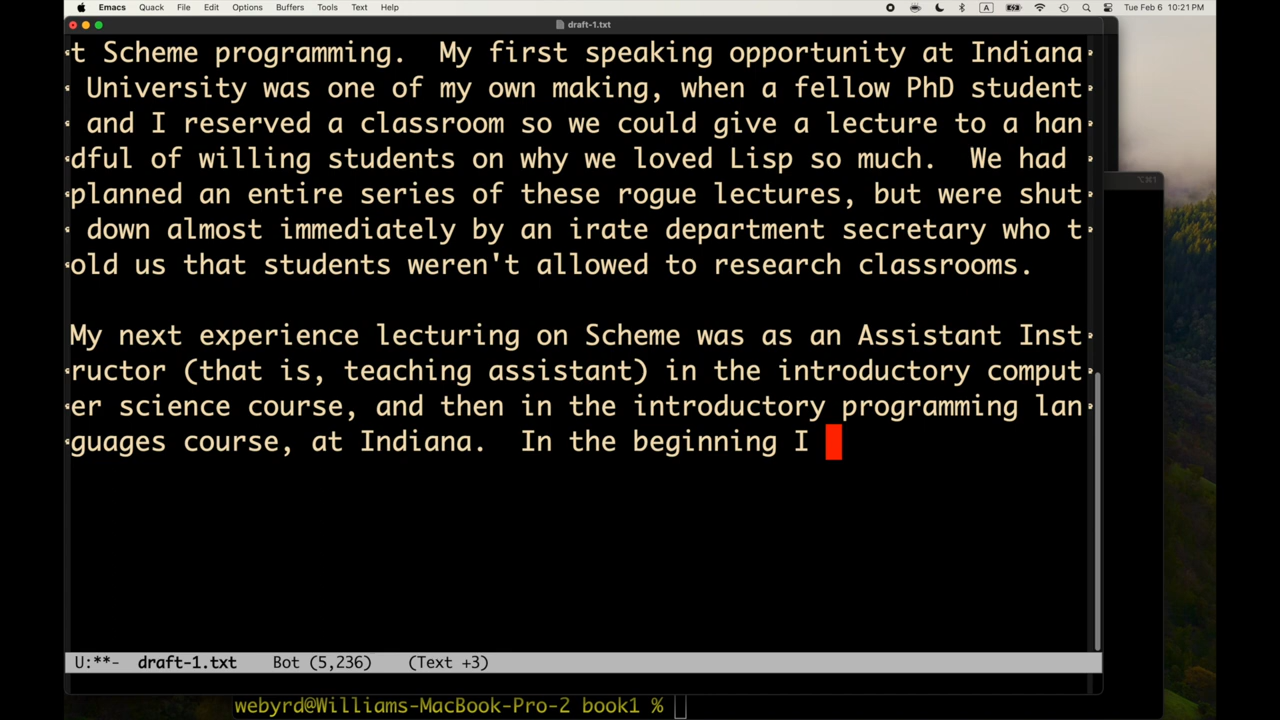 Emacs Quack File Edit Options Buffers Tools Text Help A Tue Feb 6 10:21 PM
draft-1.txt
t Scheme programming.  My first speaking opportunity at Indiana
University was one of my own making, when a fellow PhD student
and I reserved a classroom so we could give a lecture to a han
dful of willing students on why we loved Lisp so much.  We had
planned an entire series of these rogue lectures, but were shut
down almost immediately by an irate department secretary who t
old us that students weren't allowed to research classrooms.
My next experience lecturing on Scheme was as an Assistant Inst
ructor (that is, teaching assistant) in the introductory comput
er science course, and then in the introductory programming lan
guages course, at Indiana.  In the beginning I
U:**-  draft-1.txt   Bot (5,236)   (Text +3)
webyrd@Williams-MacBook-Pro-2 book1 %
⌥⌘1